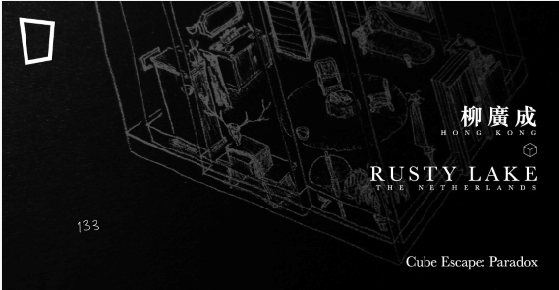 柳廣成
HONG KONG
RUSTY LAKE
THE NETHERLANDS
133
Cube Escape: Paradox